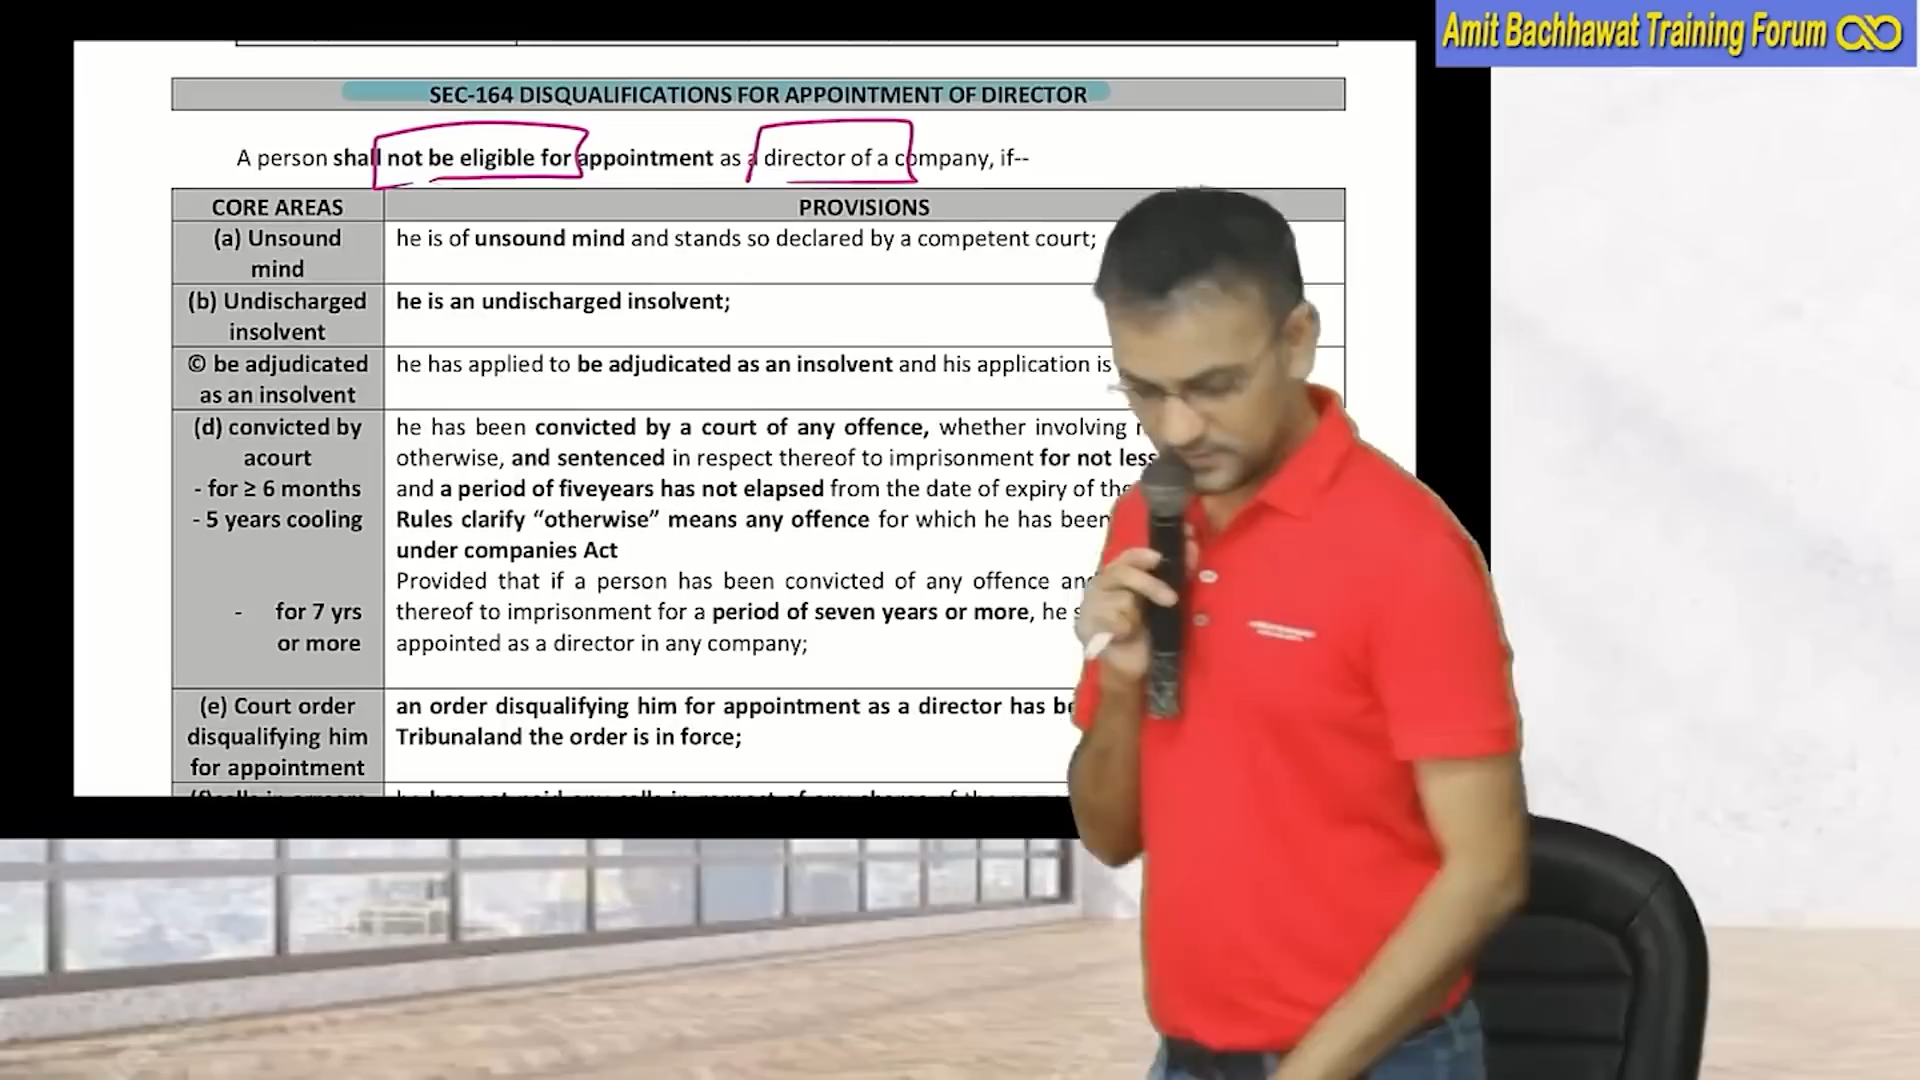 Amit Bachhawat Training Forum
SEC-164 DISQUALIFICATIONS FOR APPOINTMENT OF DIRECTOR
A person shall not be eligible for appointment as a director of a company, if--
CORE AREAS
PROVISIONS
(a) Unsound
mind
he is of unsound mind and stands so declared by a competent court;
(b) Undischarged
insolvent
he is an undischarged insolvent;
© be adjudicated
as an insolvent
he has applied to be adjudicated as an insolvent and his application is
(d) convicted by
acourt
- for ≥ 6 months
- 5 years cooling
- for 7 yrs
or more
he has been convicted by a court of any offence, whether involving
otherwise, and sentenced in respect thereof to imprisonment for not less
and a period of fiveyears has not elapsed from the date of expiry of the
Rules clarify “otherwise” means any offence for which he has been
under companies Act
Provided that if a person has been convicted of any offence
thereof to imprisonment for a period of seven years or more, he
appointed as a director in any company;
(e) Court order
disqualifying him
for appointment
an order disqualifying him for appointment as a director has
Tribunaland the order is in force;